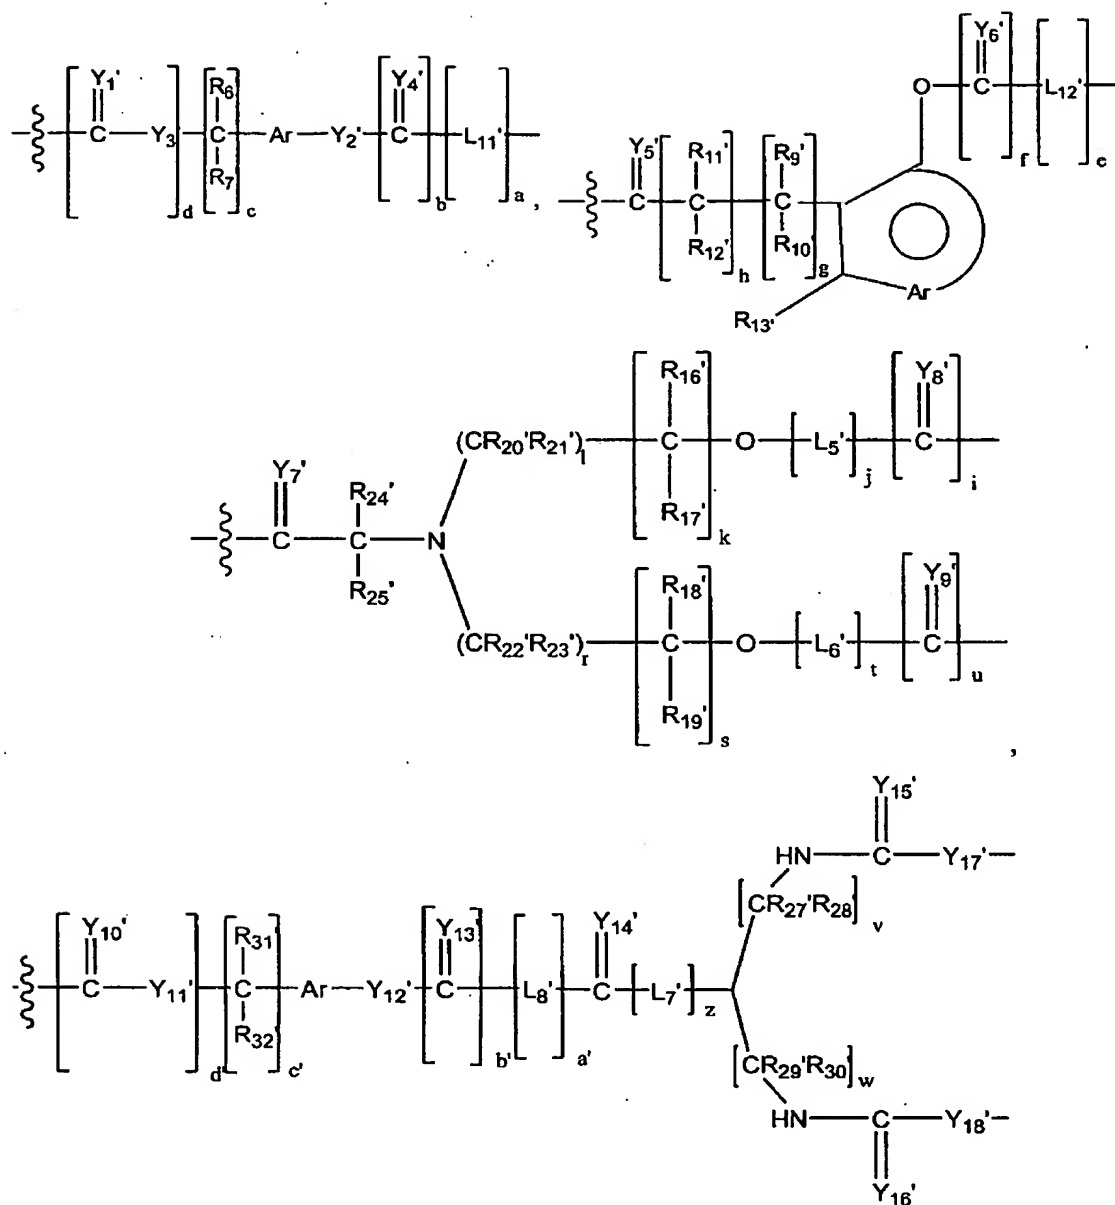 Y1' Y4' Y6'
R6 O C L12'
C Y3 C Ar Y2' C L11' Y5' R11' R9' f e
R7 d c b a , C C C
R12' h R10' g
R13' Ar
R16' Y8'
(CR20'R21')l C O L5' j C i
Y7' R24' R17' k
C C N
R25' R18' Y9'
(CR22'R23')r C O L6' t C u
R19' s
,
Y15'
HN C Y17'
[CR27'R28']v
Y10' R31' Y13' Y14'
C Y11' C Ar Y12' C L8' C L7' z
R32' d' c' b' a'
[CR29'R30']w
HN C Y18'
Y16'